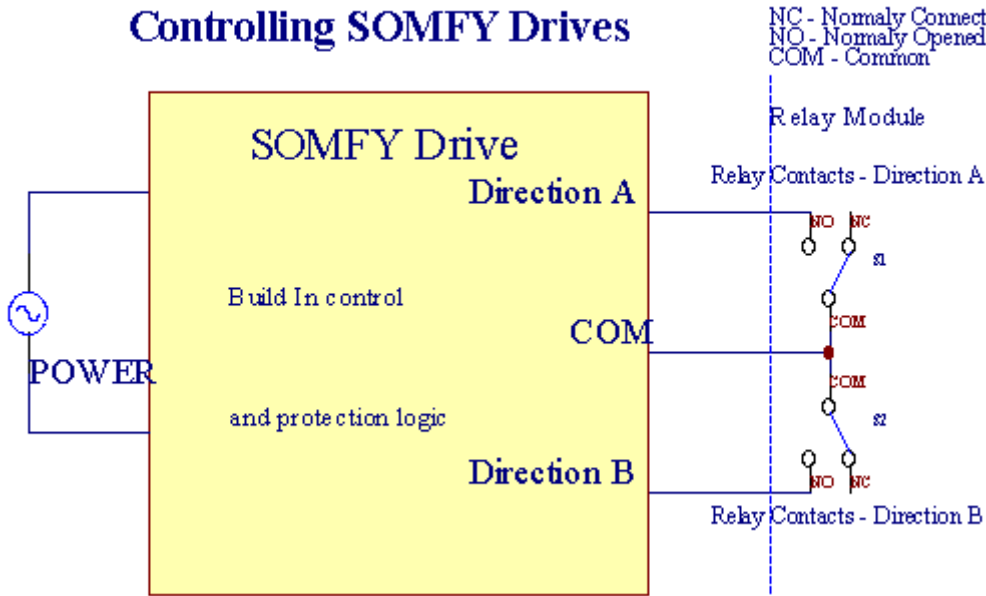 Controlling SOMFY Drives
NC - Normaly Connect
NO - Normaly Opened
COM - Common
Relay Module
SOMFY Drive
Relay Contacts - Direction A
Direction A
NO
NC
S1
Build In control
COM
COM
POWER
COM
and protection logic
S2
Direction B
NO
NC
Relay Contacts - Direction B